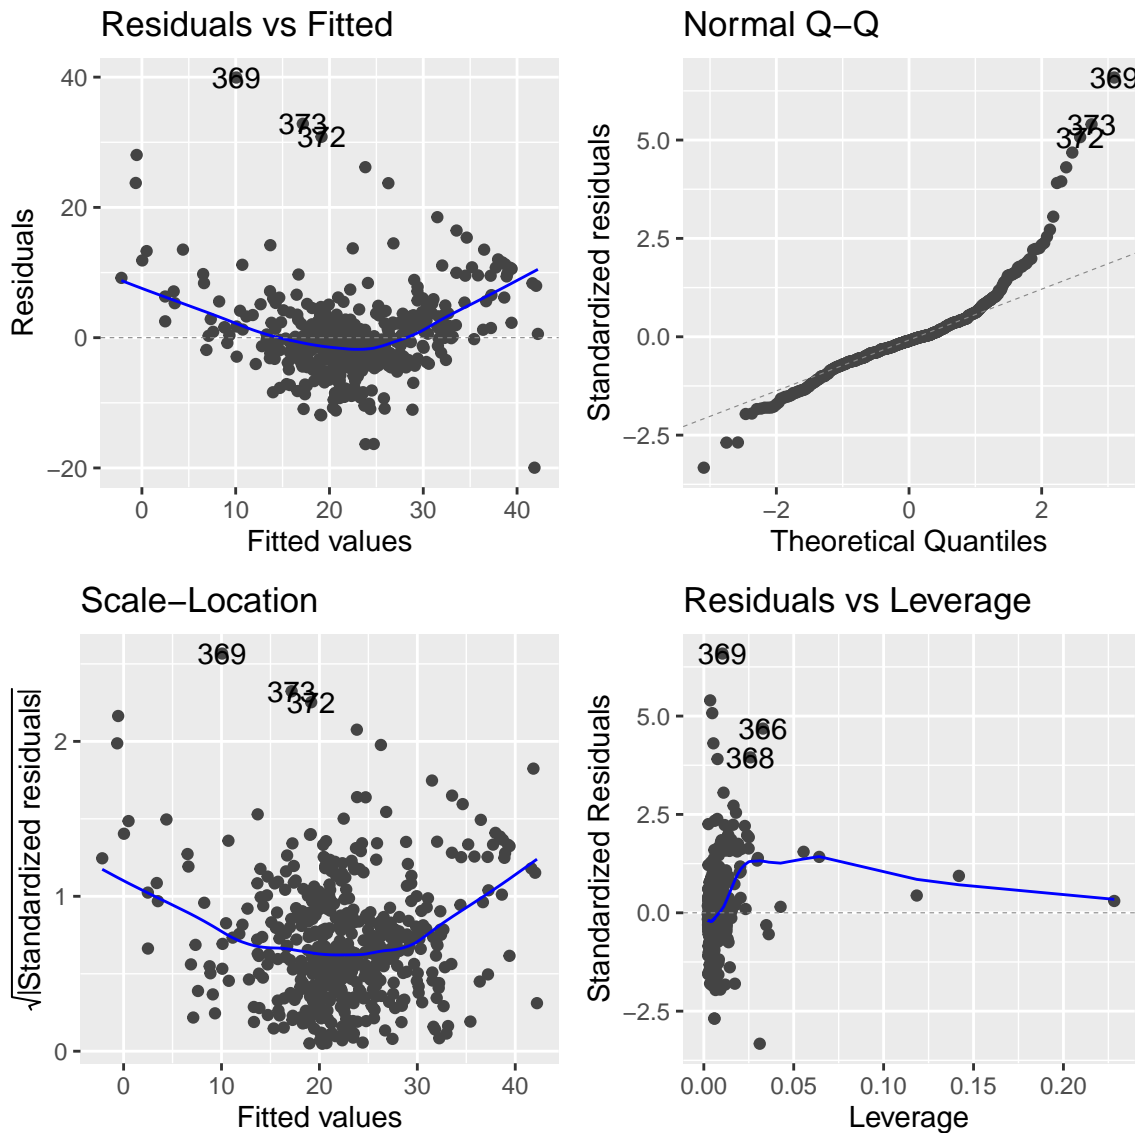 Residuals vs Fitted
Residuals
40
20
0
−20
369
373
372
0 10 20 30 40
Fitted values
Normal Q−Q
Standardized residuals
5.0
2.5
0.0
−2.5
369
373
372
−2 0 2
Theoretical Quantiles
Scale−Location
√|Standardized residuals|
2
1
0
369
373
372
0 10 20 30 40
Fitted values
Residuals vs Leverage
Standardized Residuals
5.0
2.5
0.0
−2.5
369
366
368
0.00 0.05 0.10 0.15 0.20
Leverage